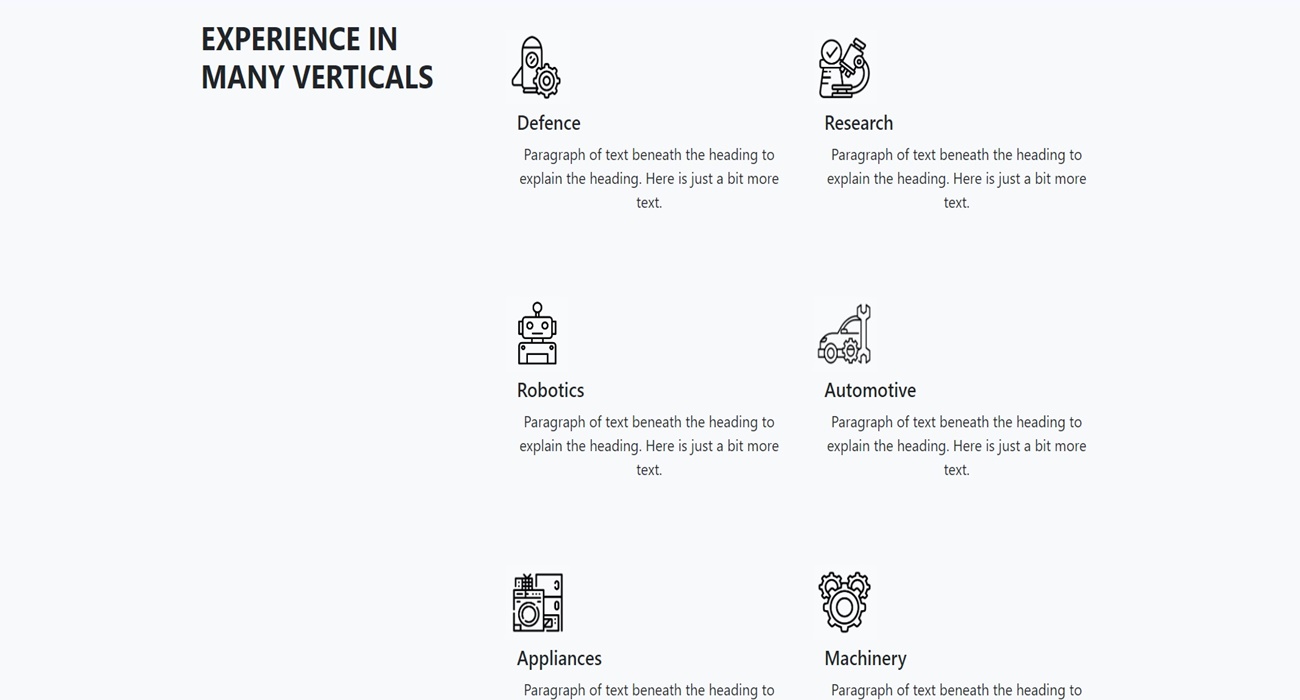 EXPERIENCE IN
MANY VERTICALS
Defence
Paragraph of text beneath the heading to
explain the heading. Here is just a bit more
text.
Research
Paragraph of text beneath the heading to
explain the heading. Here is just a bit more
text.
Robotics
Paragraph of text beneath the heading to
explain the heading. Here is just a bit more
text.
Automotive
Paragraph of text beneath the heading to
explain the heading. Here is just a bit more
text.
Appliances
Paragraph of text beneath the heading to
Machinery
Paragraph of text beneath the heading to